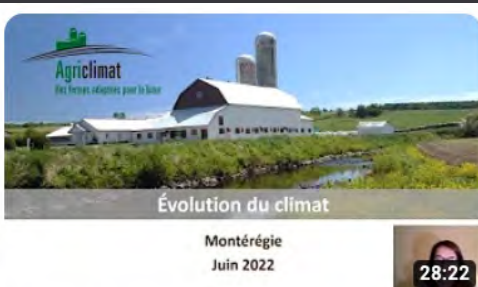 Agriclimat
Des fermes adaptées pour le futur
Évolution du climat
Montérégie
Juin 2022
28:22